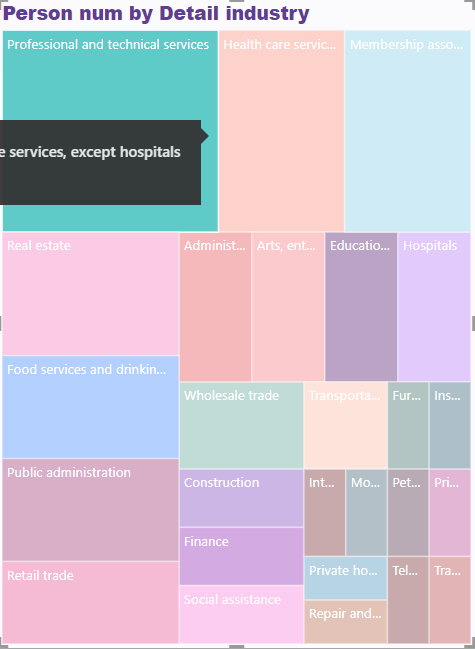 Person num by Detail industry
Professional and technical services
Health care servic...
Membership asso...
e services, except hospitals
Real estate
Administ...
Arts, ent...
Educatio...
Hospitals
Food services and drinkin...
Wholesale trade
Transporta...
Fur...
Ins...
Public administration
Construction
Int...
Mo...
Pet...
Pri...
Finance
Retail trade
Private ho...
Tel...
Tra...
Social assistance
Repair and...